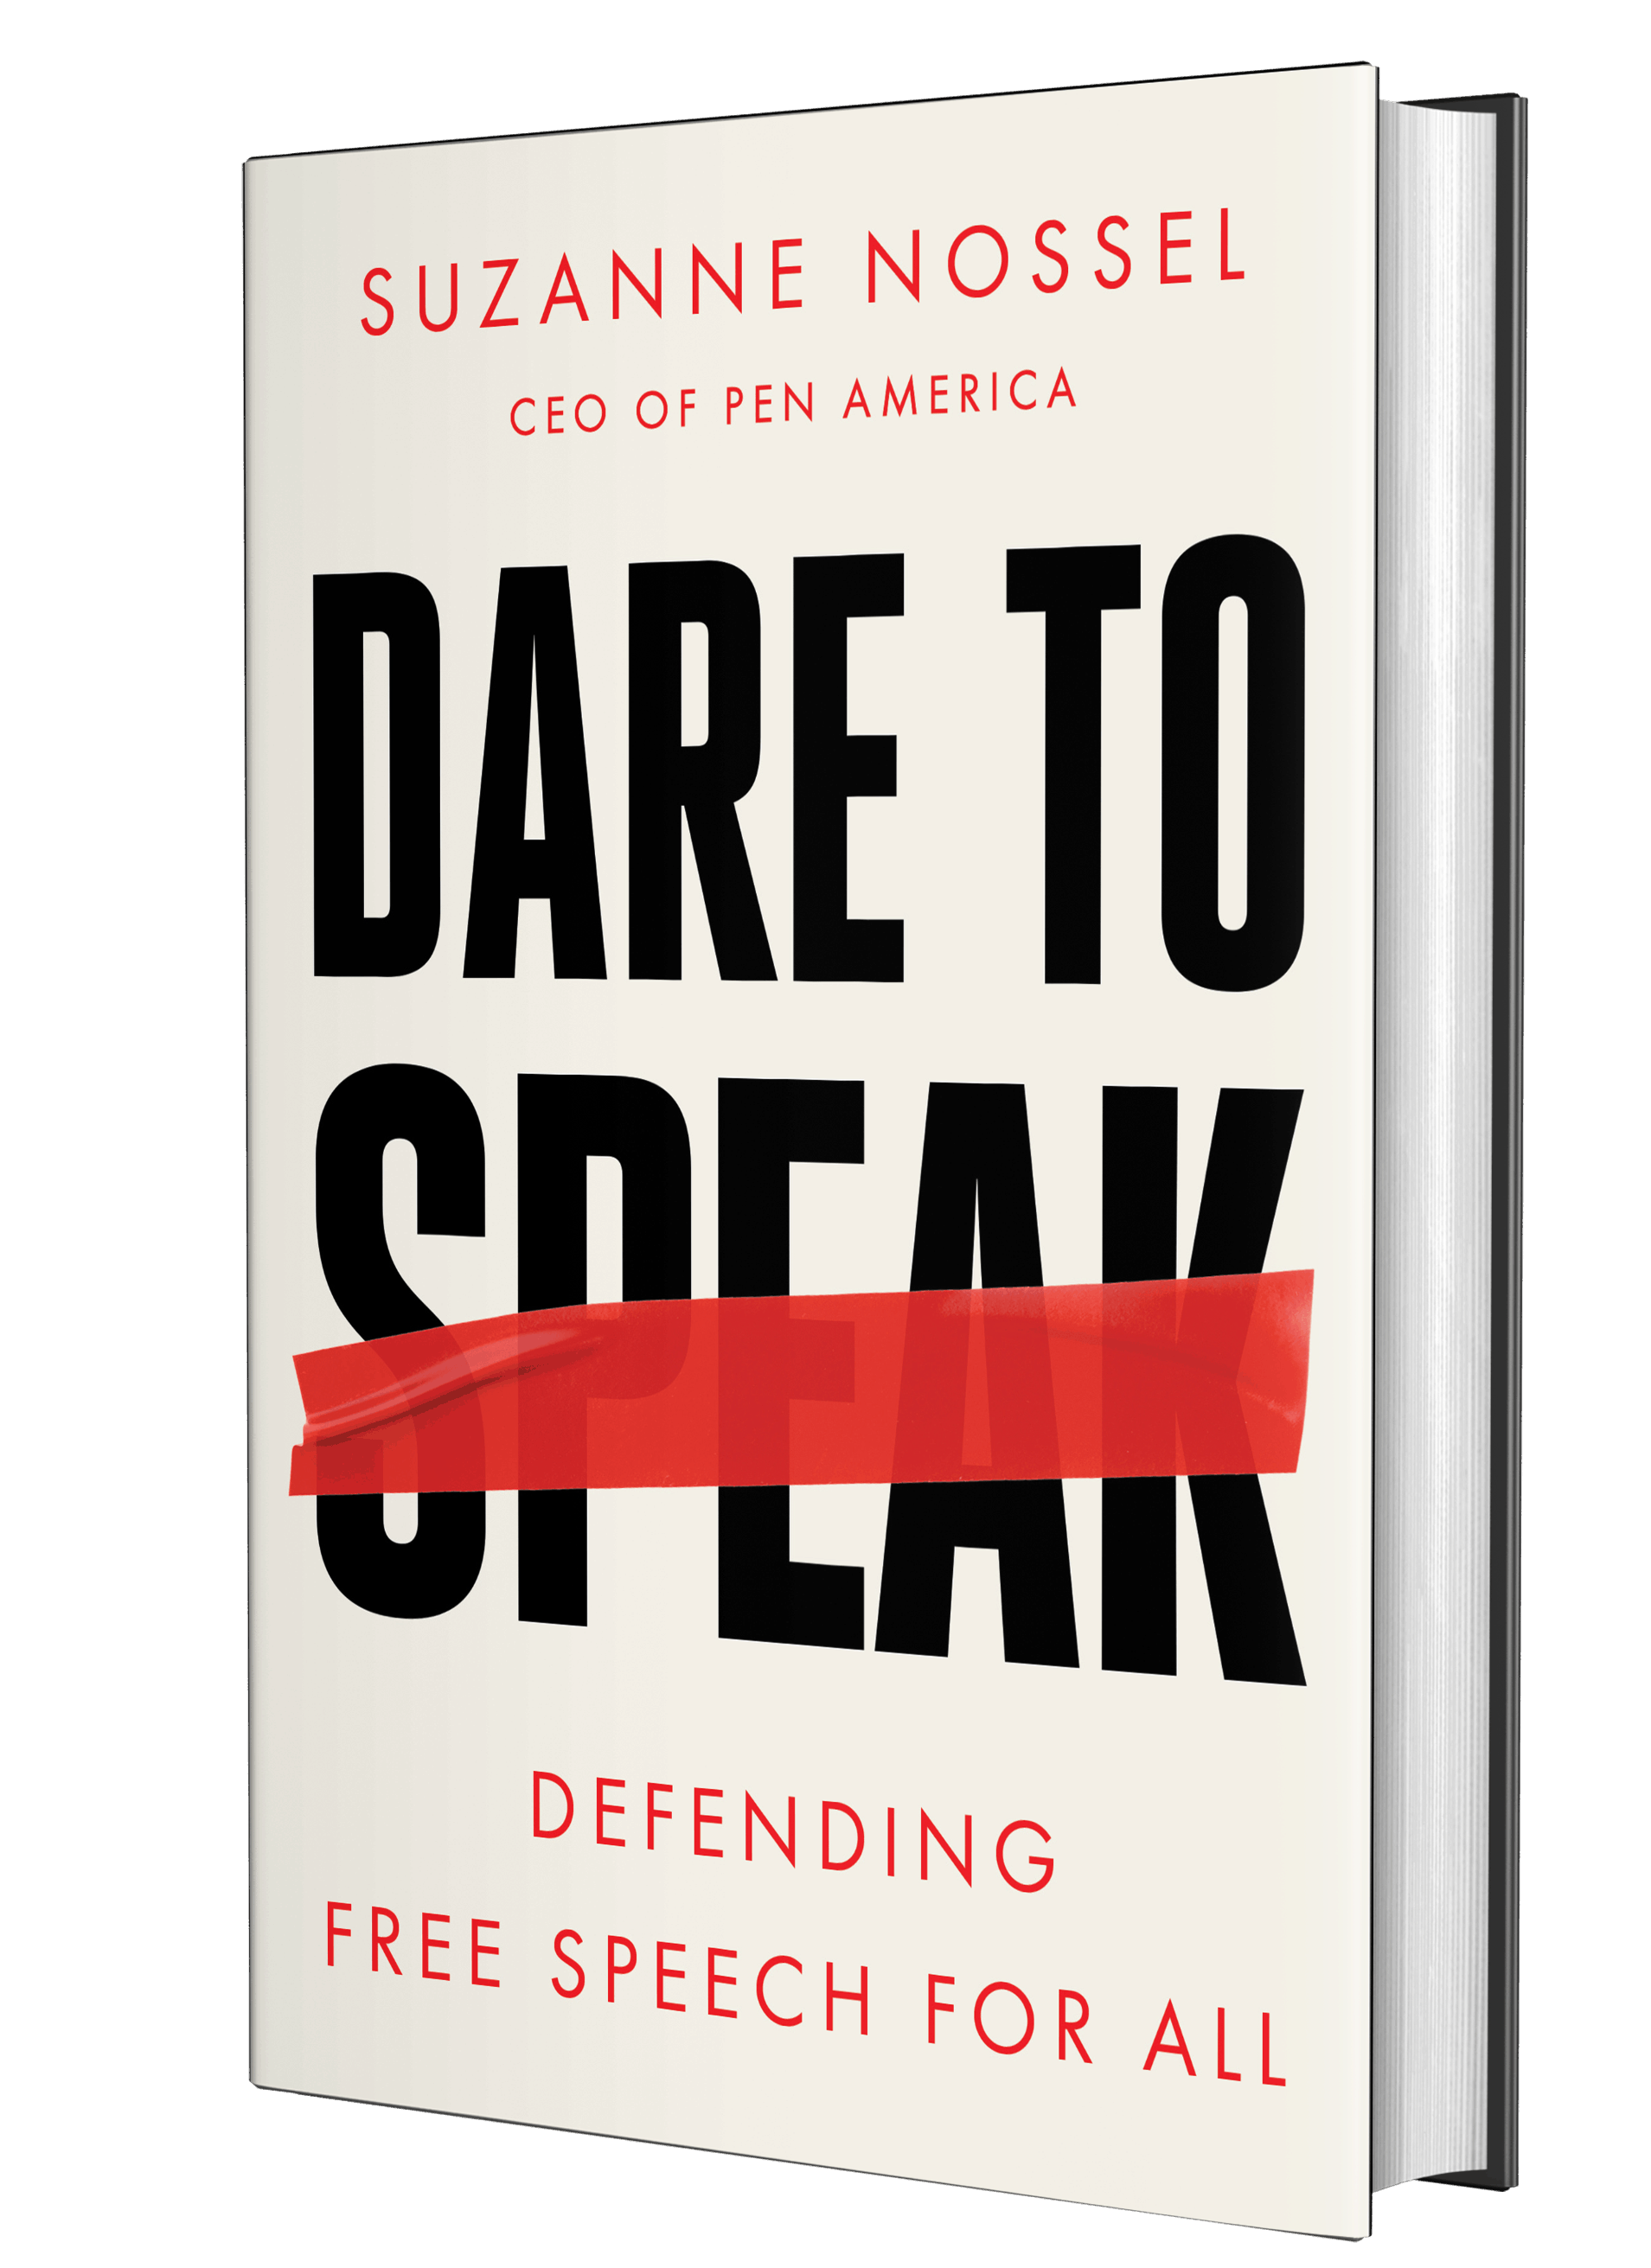 SUZANNE NOSSEL
CEO OF PEN AMERICA
DARE TO
SPEAK
DEFENDING
FREE SPEECH FOR ALL